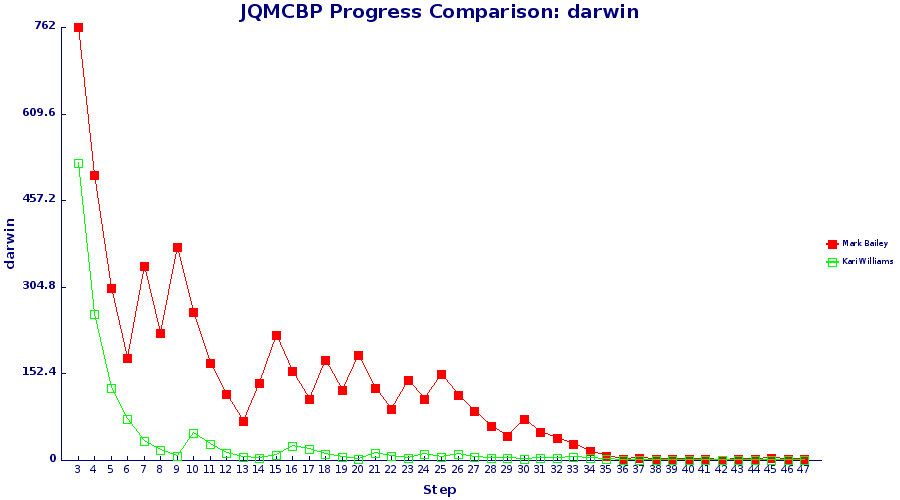 JQMCBP Progress Comparison: darwin
762
609.6
457.2
304.8
152.4
0
darwin
3 4 5 6 7 8 9 10 11 12 13 14 15 16 17 18 19 20 21 22 23 24 25 26 27 28 29 30 31 32 33 34 35 36 37 38 39 40 41 42 43 44 45 46 47
Step
Mark Bailey
Kari Williams